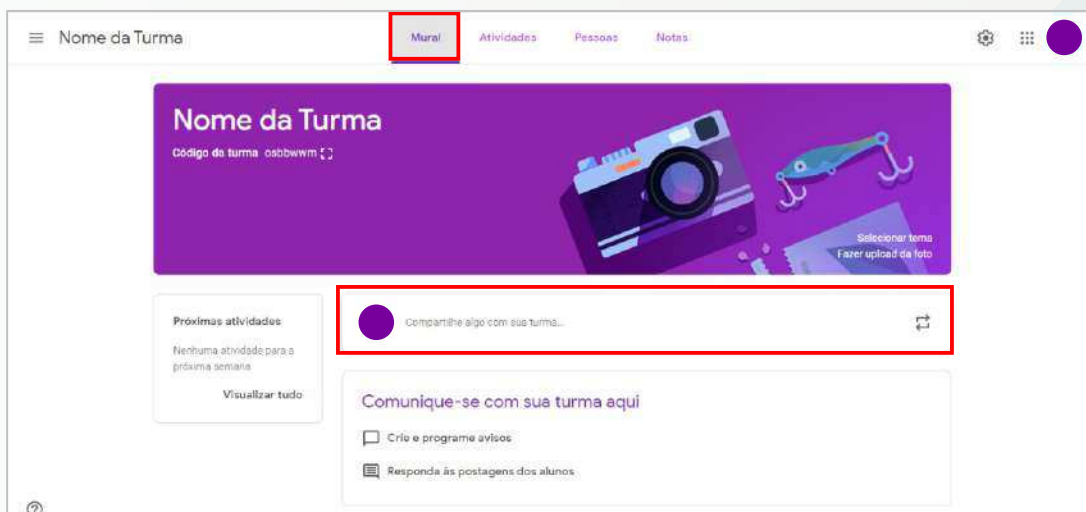 Nome da Turma
Mural Atividades Pessoas Notas
Nome da Turma
Código da turma osbbwwm
Selecionar tema
Fazer upload da foto
Próximas atividades
Nenhuma atividade para a
próxima semana
Visualizar tudo
Compartilhe algo com sua turma...
Comunique-se com sua turma aqui
Crie e programe avisos
Responda às postagens dos alunos